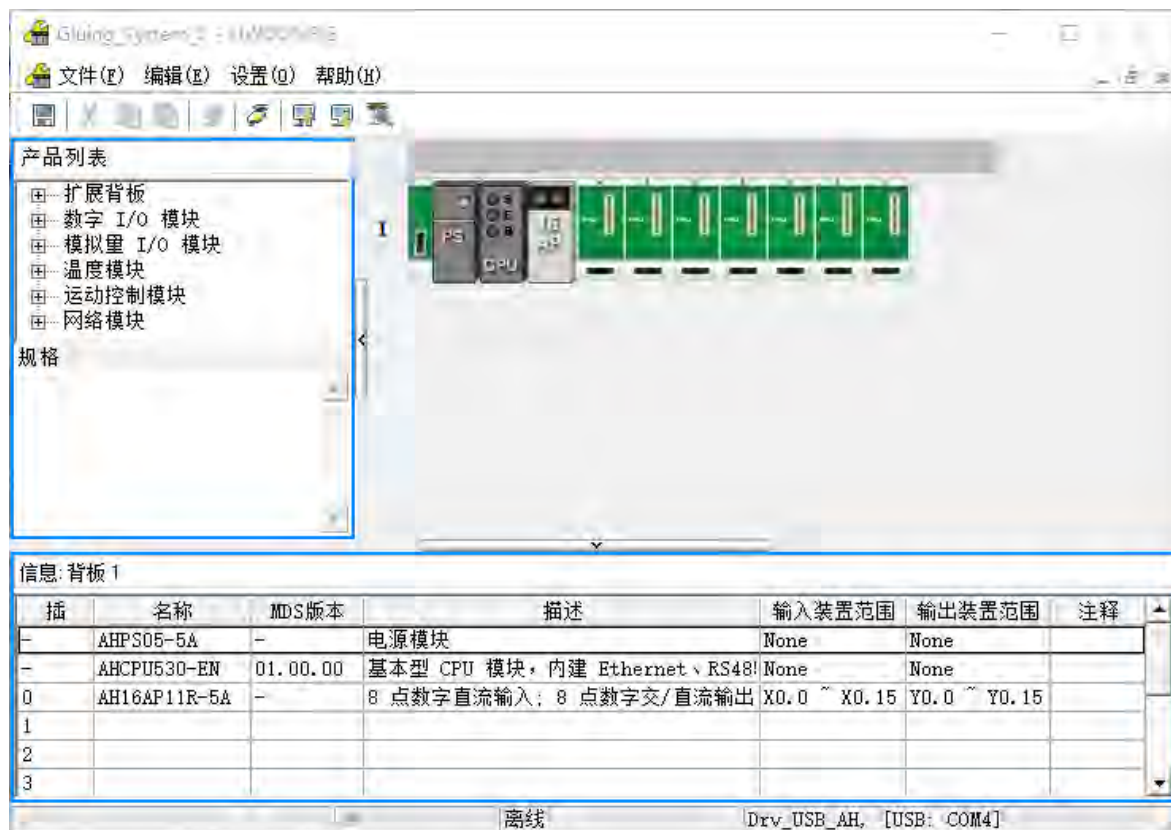 Gluing_System_1 - HWCONFIG
文件(F) 编辑(E) 设置(O) 帮助(H)
产品列表
扩展背板
数字 I/O 模块
模拟量 I/O 模块
温度模块
运动控制模块
网络模块
规格
1
PS
CPU
16
AP
信息:背板 1
插 名称 MDS版本 描述 输入装置范围 输出装置范围 注释
- AHPS05-5A - 电源模块 None None
- AHCPU530-EN 01.00.00 基本型 CPU 模块，内建 Ethernet、RS48 None None
0 AH16AP11R-5A - 8 点数字直流输入; 8 点数字交/直流输出 X0.0 ~ X0.15 Y0.0 ~ Y0.15
1
2
3
离线 Drv_USB_AH, [USB: COM4]